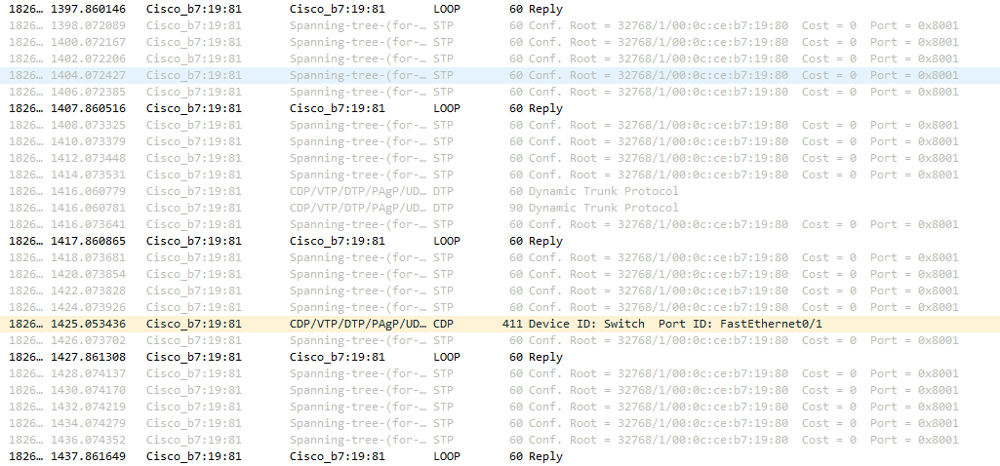 1826… 1397.860146 Cisco_b7:19:81 Cisco_b7:19:81 LOOP 60 Reply
1826… 1398.072089 Cisco_b7:19:81 Spanning-tree-(for-… STP 60 Conf. Root = 32768/1/00:0c:ce:b7:19:80 Cost = 0 Port = 0x8001
1826… 1400.072167 Cisco_b7:19:81 Spanning-tree-(for-… STP 60 Conf. Root = 32768/1/00:0c:ce:b7:19:80 Cost = 0 Port = 0x8001
1826… 1402.072206 Cisco_b7:19:81 Spanning-tree-(for-… STP 60 Conf. Root = 32768/1/00:0c:ce:b7:19:80 Cost = 0 Port = 0x8001
1826… 1404.072427 Cisco_b7:19:81 Spanning-tree-(for-… STP 60 Conf. Root = 32768/1/00:0c:ce:b7:19:80 Cost = 0 Port = 0x8001
1826… 1406.072385 Cisco_b7:19:81 Spanning-tree-(for-… STP 60 Conf. Root = 32768/1/00:0c:ce:b7:19:80 Cost = 0 Port = 0x8001
1826… 1407.860516 Cisco_b7:19:81 Cisco_b7:19:81 LOOP 60 Reply
1826… 1408.073325 Cisco_b7:19:81 Spanning-tree-(for-… STP 60 Conf. Root = 32768/1/00:0c:ce:b7:19:80 Cost = 0 Port = 0x8001
1826… 1410.073379 Cisco_b7:19:81 Spanning-tree-(for-… STP 60 Conf. Root = 32768/1/00:0c:ce:b7:19:80 Cost = 0 Port = 0x8001
1826… 1412.073448 Cisco_b7:19:81 Spanning-tree-(for-… STP 60 Conf. Root = 32768/1/00:0c:ce:b7:19:80 Cost = 0 Port = 0x8001
1826… 1414.073531 Cisco_b7:19:81 Spanning-tree-(for-… STP 60 Conf. Root = 32768/1/00:0c:ce:b7:19:80 Cost = 0 Port = 0x8001
1826… 1416.060779 Cisco_b7:19:81 CDP/VTP/DTP/PAgP/UD… DTP 60 Dynamic Trunk Protocol
1826… 1416.060781 Cisco_b7:19:81 CDP/VTP/DTP/PAgP/UD… DTP 90 Dynamic Trunk Protocol
1826… 1416.073641 Cisco_b7:19:81 Spanning-tree-(for-… STP 60 Conf. Root = 32768/1/00:0c:ce:b7:19:80 Cost = 0 Port = 0x8001
1826… 1417.860865 Cisco_b7:19:81 Cisco_b7:19:81 LOOP 60 Reply
1826… 1418.073681 Cisco_b7:19:81 Spanning-tree-(for-… STP 60 Conf. Root = 32768/1/00:0c:ce:b7:19:80 Cost = 0 Port = 0x8001
1826… 1420.073854 Cisco_b7:19:81 Spanning-tree-(for-… STP 60 Conf. Root = 32768/1/00:0c:ce:b7:19:80 Cost = 0 Port = 0x8001
1826… 1422.073828 Cisco_b7:19:81 Spanning-tree-(for-… STP 60 Conf. Root = 32768/1/00:0c:ce:b7:19:80 Cost = 0 Port = 0x8001
1826… 1424.073926 Cisco_b7:19:81 Spanning-tree-(for-… STP 60 Conf. Root = 32768/1/00:0c:ce:b7:19:80 Cost = 0 Port = 0x8001
1826… 1425.053436 Cisco_b7:19:81 CDP/VTP/DTP/PAgP/UD… CDP 411 Device ID: Switch Port ID: FastEthernet0/1
1826… 1426.073702 Cisco_b7:19:81 Spanning-tree-(for-… STP 60 Conf. Root = 32768/1/00:0c:ce:b7:19:80 Cost = 0 Port = 0x8001
1826… 1427.861308 Cisco_b7:19:81 Cisco_b7:19:81 LOOP 60 Reply
1826… 1428.074137 Cisco_b7:19:81 Spanning-tree-(for-… STP 60 Conf. Root = 32768/1/00:0c:ce:b7:19:80 Cost = 0 Port = 0x8001
1826… 1430.074170 Cisco_b7:19:81 Spanning-tree-(for-… STP 60 Conf. Root = 32768/1/00:0c:ce:b7:19:80 Cost = 0 Port = 0x8001
1826… 1432.074219 Cisco_b7:19:81 Spanning-tree-(for-… STP 60 Conf. Root = 32768/1/00:0c:ce:b7:19:80 Cost = 0 Port = 0x8001
1826… 1434.074279 Cisco_b7:19:81 Spanning-tree-(for-… STP 60 Conf. Root = 32768/1/00:0c:ce:b7:19:80 Cost = 0 Port = 0x8001
1826… 1436.074352 Cisco_b7:19:81 Spanning-tree-(for-… STP 60 Conf. Root = 32768/1/00:0c:ce:b7:19:80 Cost = 0 Port = 0x8001
1826… 1437.861649 Cisco_b7:19:81 Cisco_b7:19:81 LOOP 60 Reply